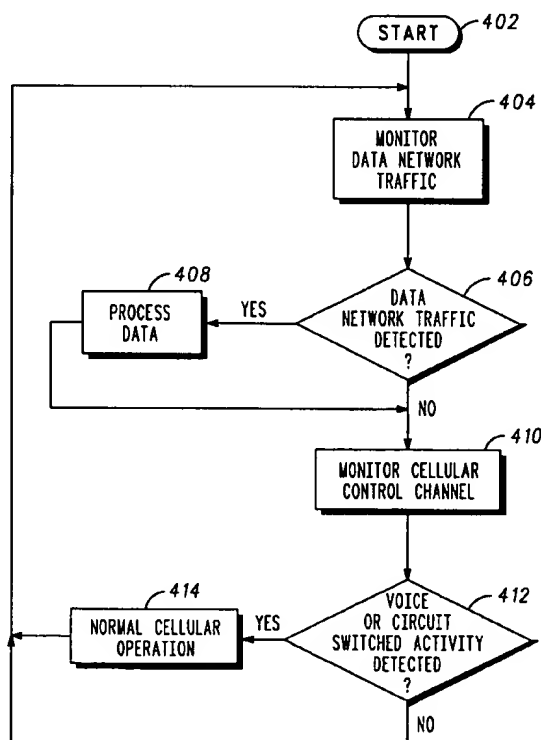 START
402
404
MONITOR
DATA NETWORK
TRAFFIC
408
PROCESS
DATA
YES
406
DATA
NETWORK TRAFFIC
DETECTED
?
NO
410
MONITOR CELLULAR
CONTROL CHANNEL
414
NORMAL CELLULAR
OPERATION
YES
412
VOICE
OR CIRCUIT
SWITCHED ACTIVITY
DETECTED
?
NO